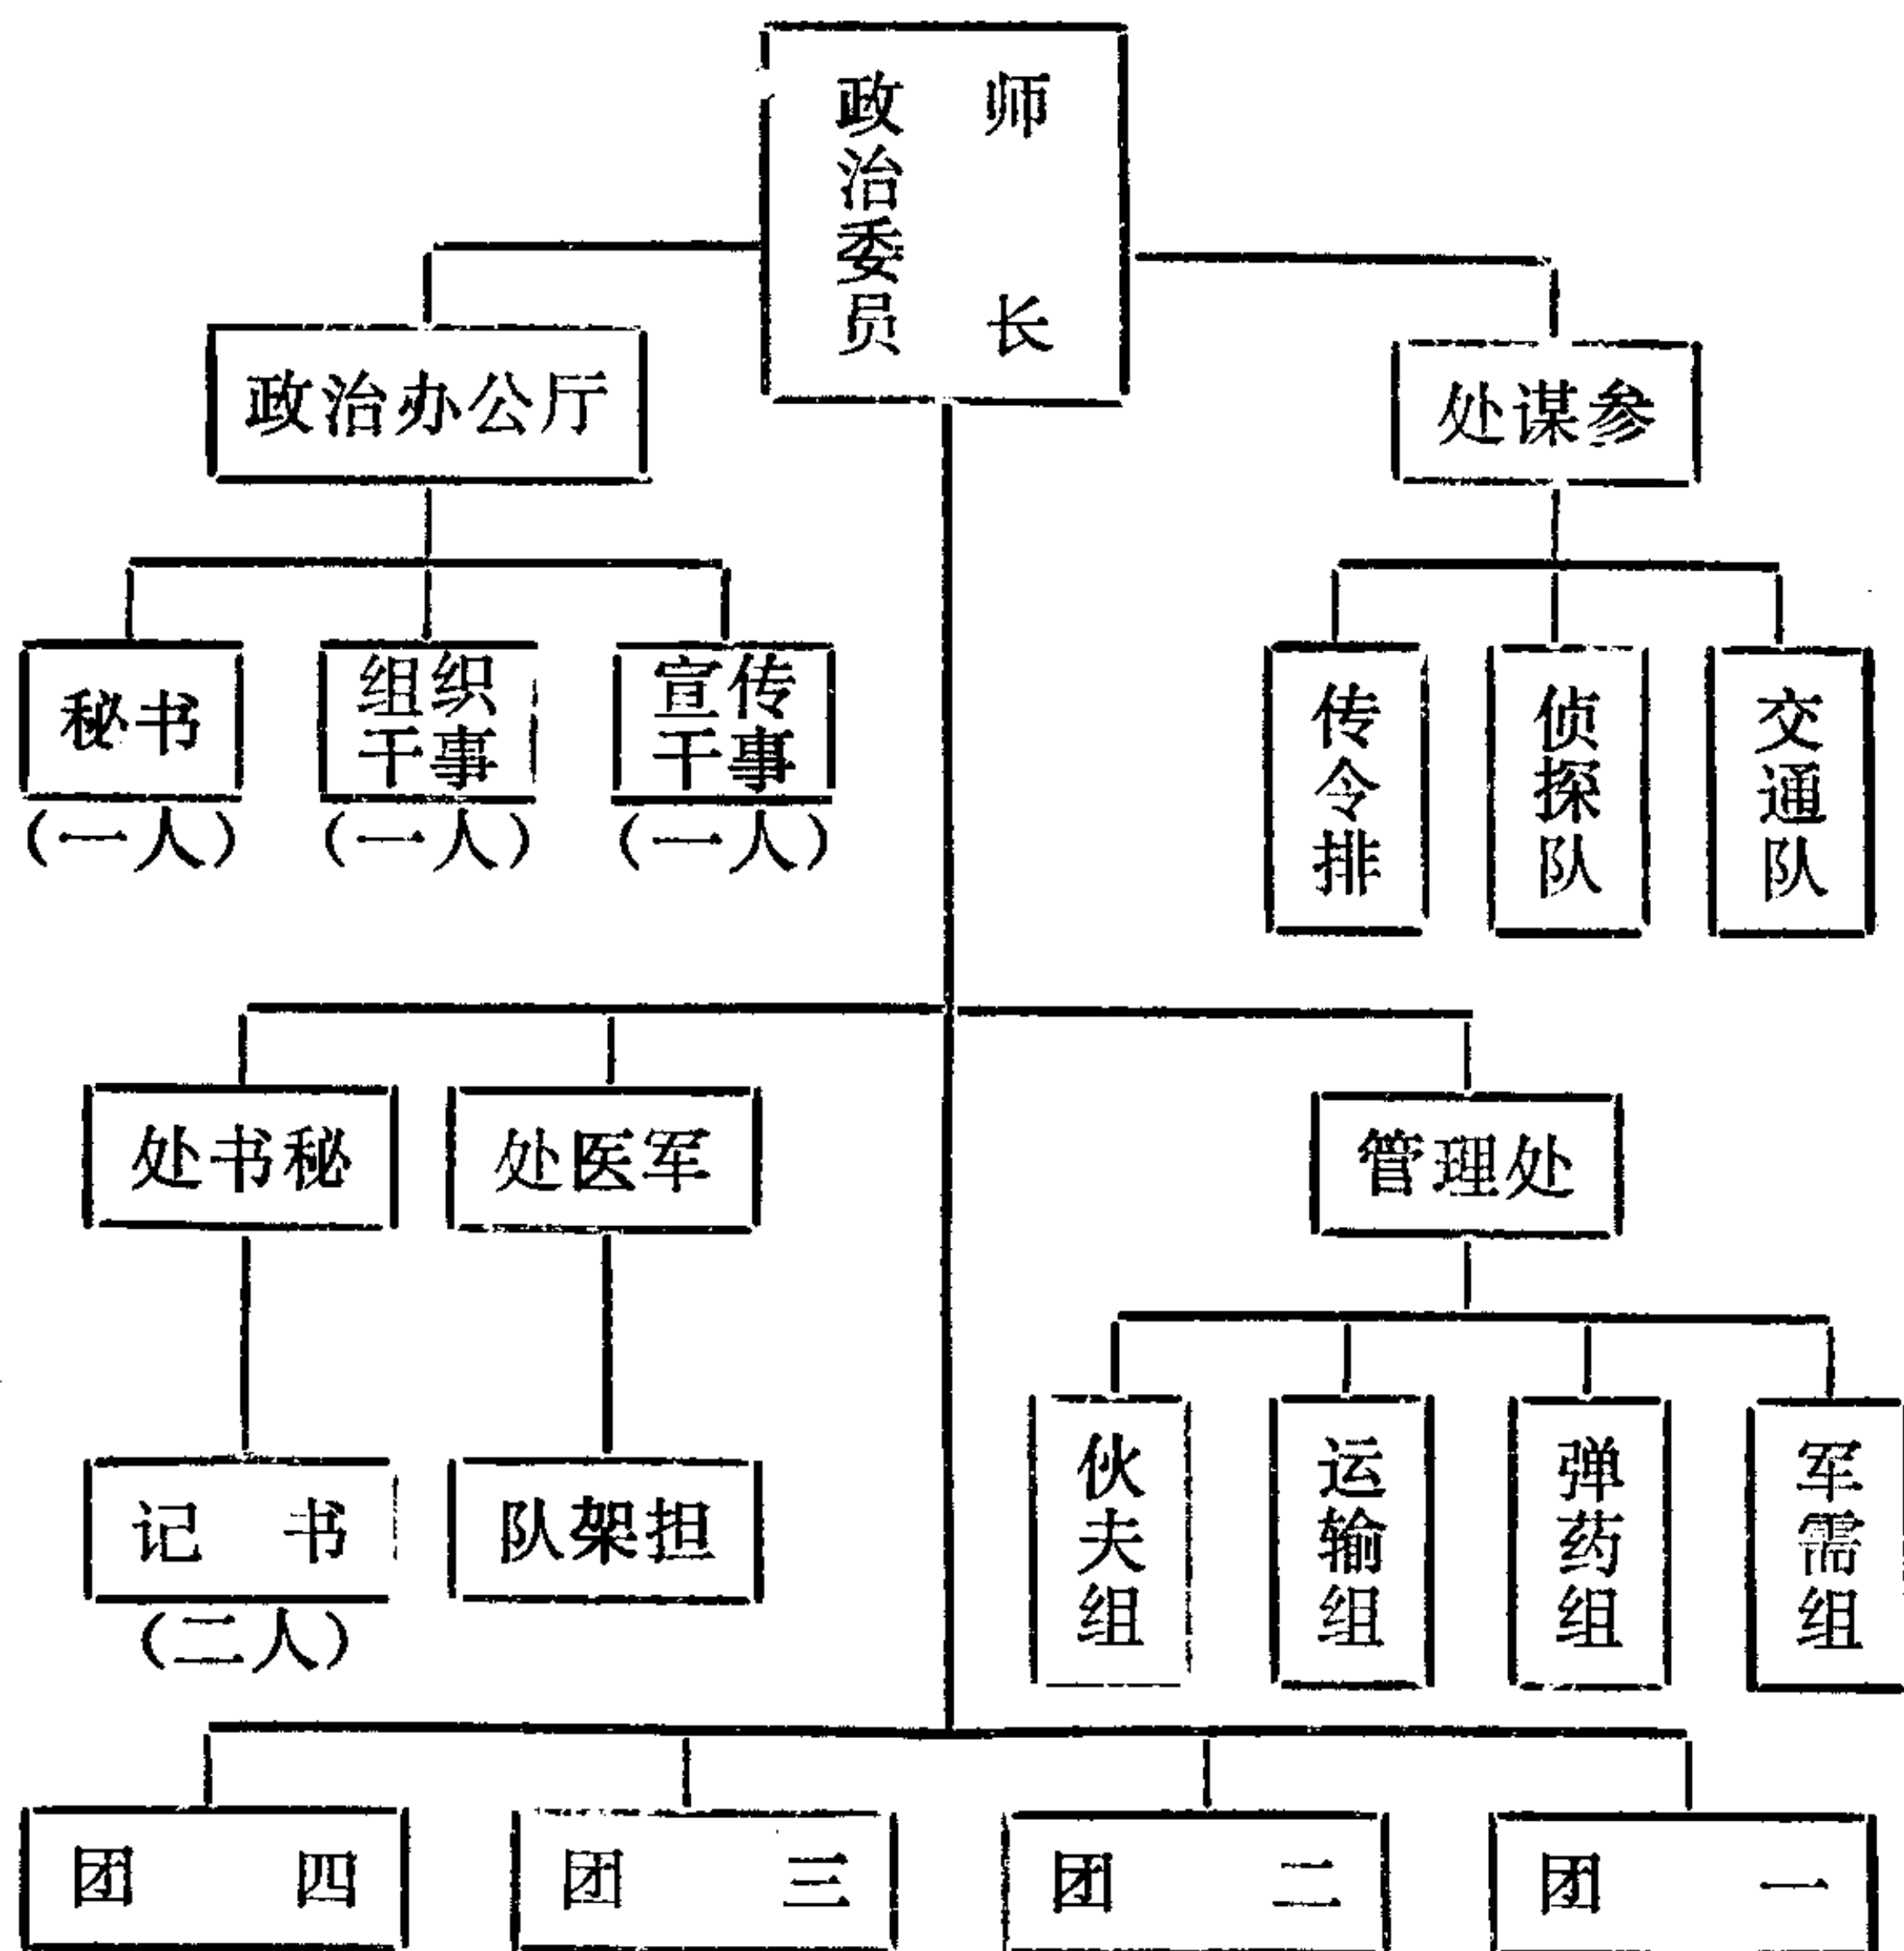 师长
政治委员
政治办公厅
处谋参
秘书
(一人)
组织
干事
(一人)
宣传
干事
(一人)
传令排
侦探队
交通队
处书秘
处医军
管理处
记 书
(二人)
队架担
伙夫组
运输组
弹药组
军需组
团 四
团 三
团 二
团 一